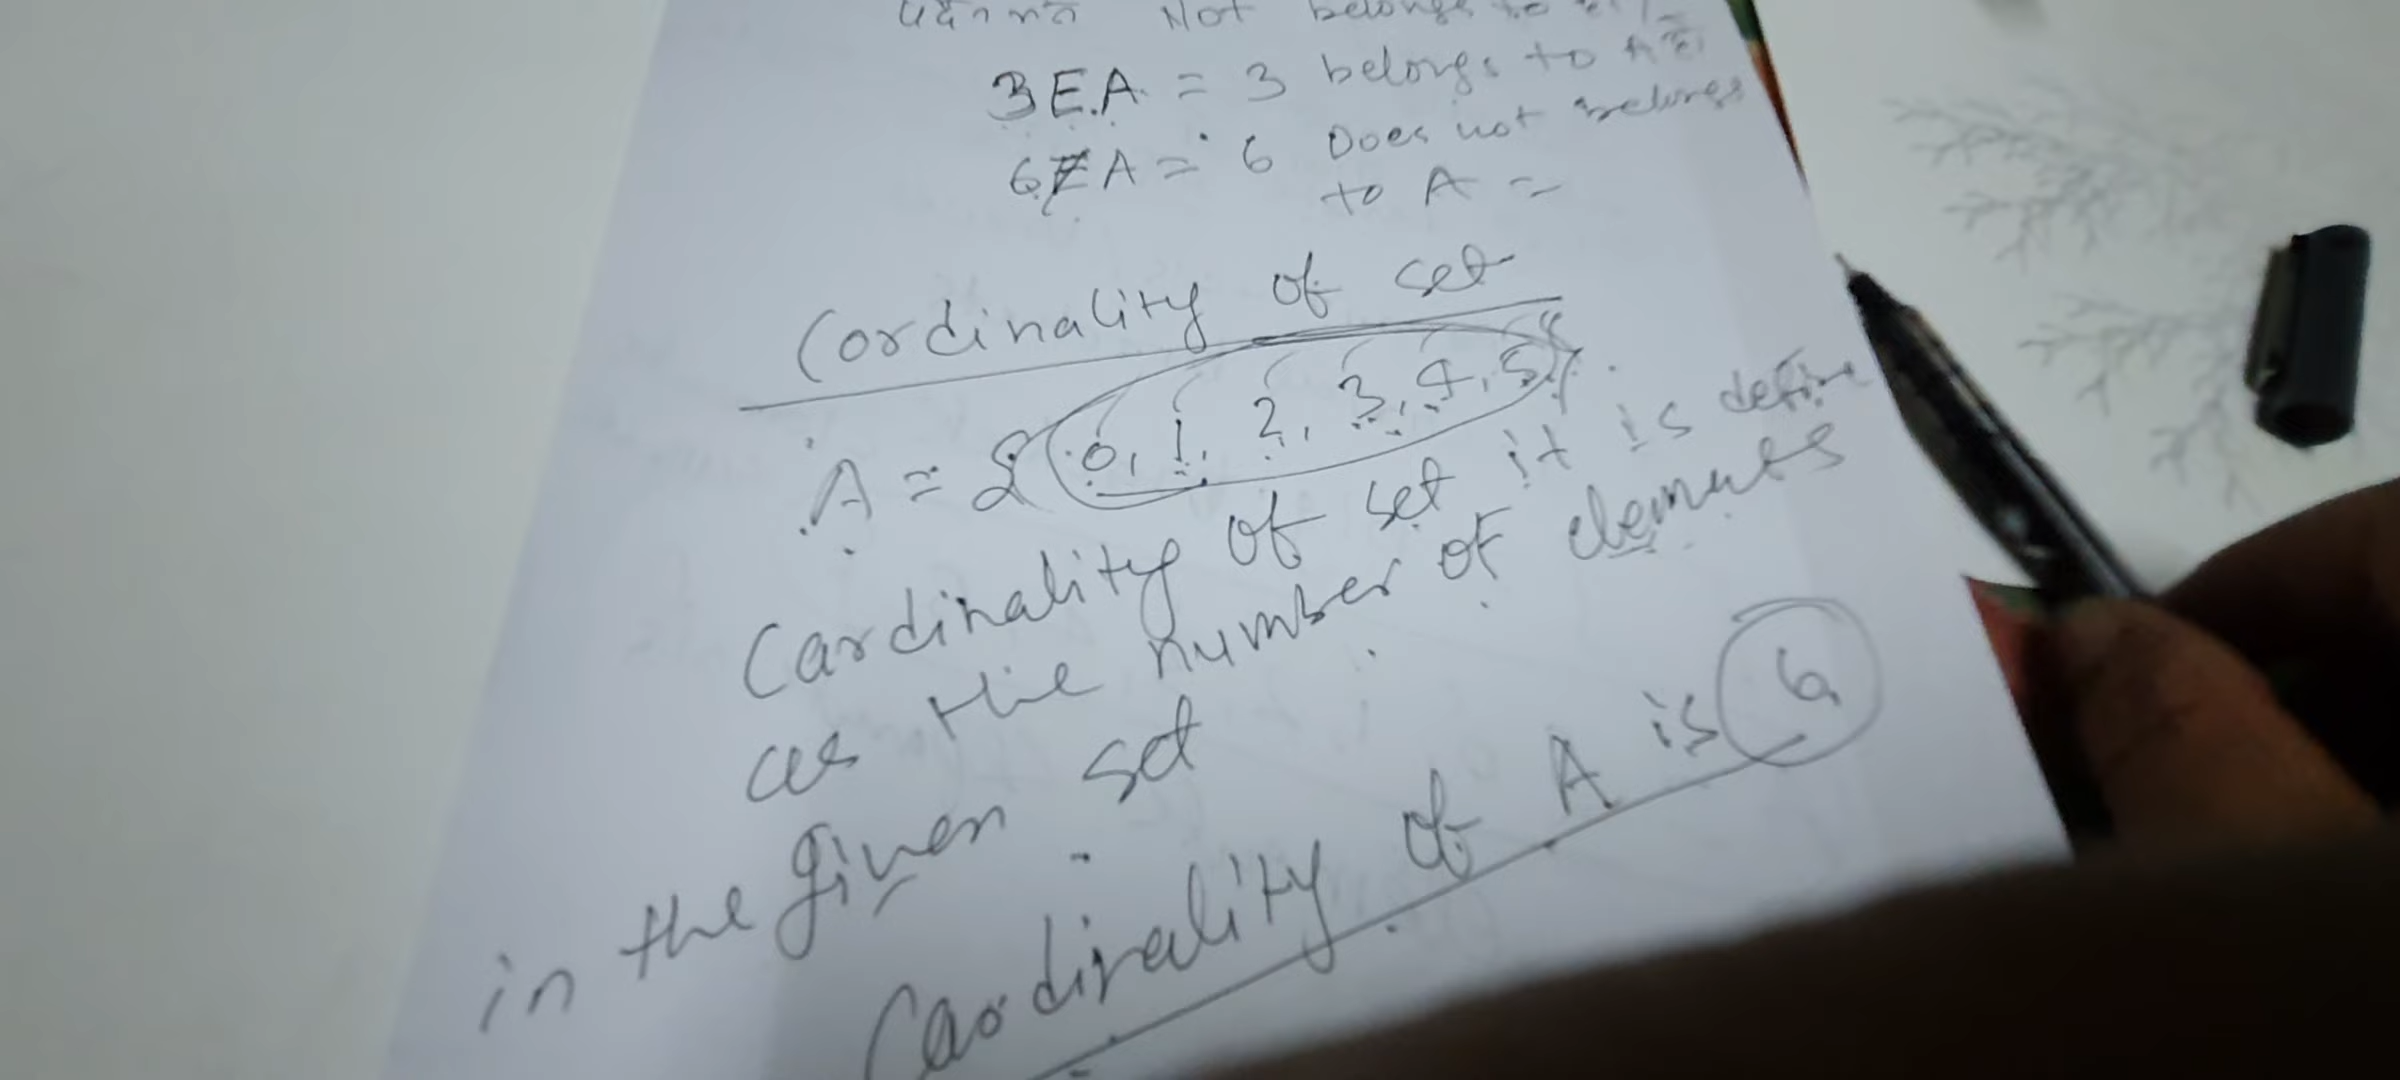 Not belongs to
3 E A = 3 belongs to A है
6 ∉ A = 6 Does not belongs
to A =
Cordinality of set
A = {0, 1, 2, 3, 4, 5}
Cardinality of set it is define
as the number of elements
in the given set
Cardinality of A is 6